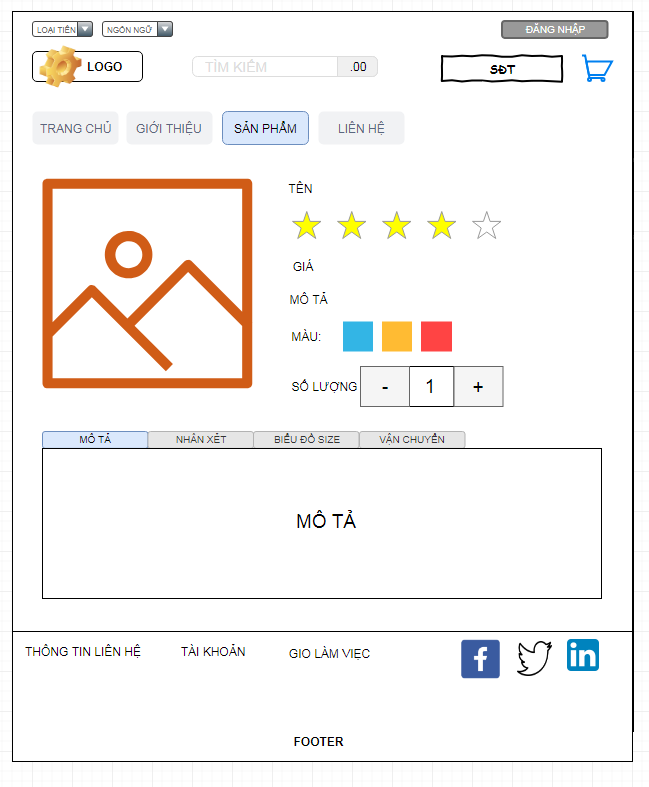 LOẠI TIỀN
NGÔN NGỮ
ĐĂNG NHẬP
LOGO
TÌM KIẾM
.00
SĐT
TRANG CHỦ
GIỚI THIỆU
SẢN PHẨM
LIÊN HỆ
TÊN
GIÁ
MÔ TẢ
MÀU:
SỐ LƯỢNG
-
1
+
MÔ TẢ
NHẬN XÉT
BIỂU ĐỒ SIZE
VẬN CHUYỂN
MÔ TẢ
THÔNG TIN LIÊN HỆ
TÀI KHOẢN
GIO LÀM VIỆC
f
in
FOOTER